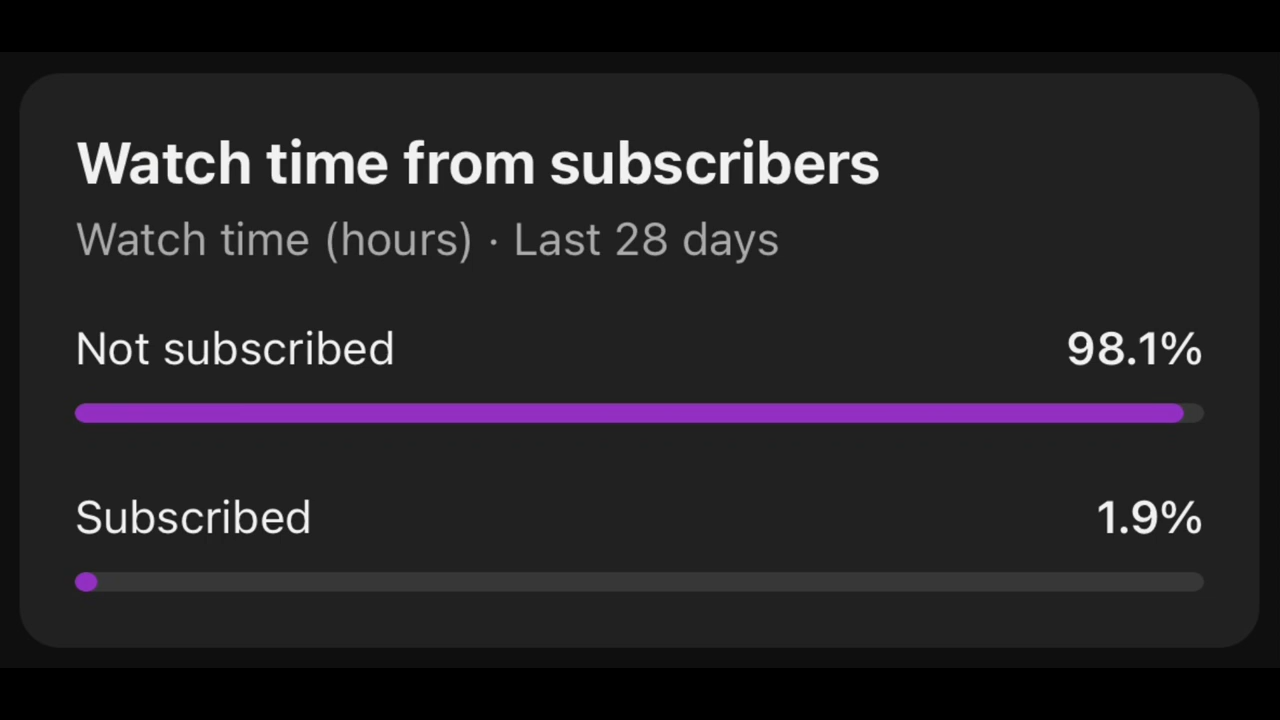 Watch time from subscribers
Watch time (hours) · Last 28 days
Not subscribed 98.1%
Subscribed 1.9%